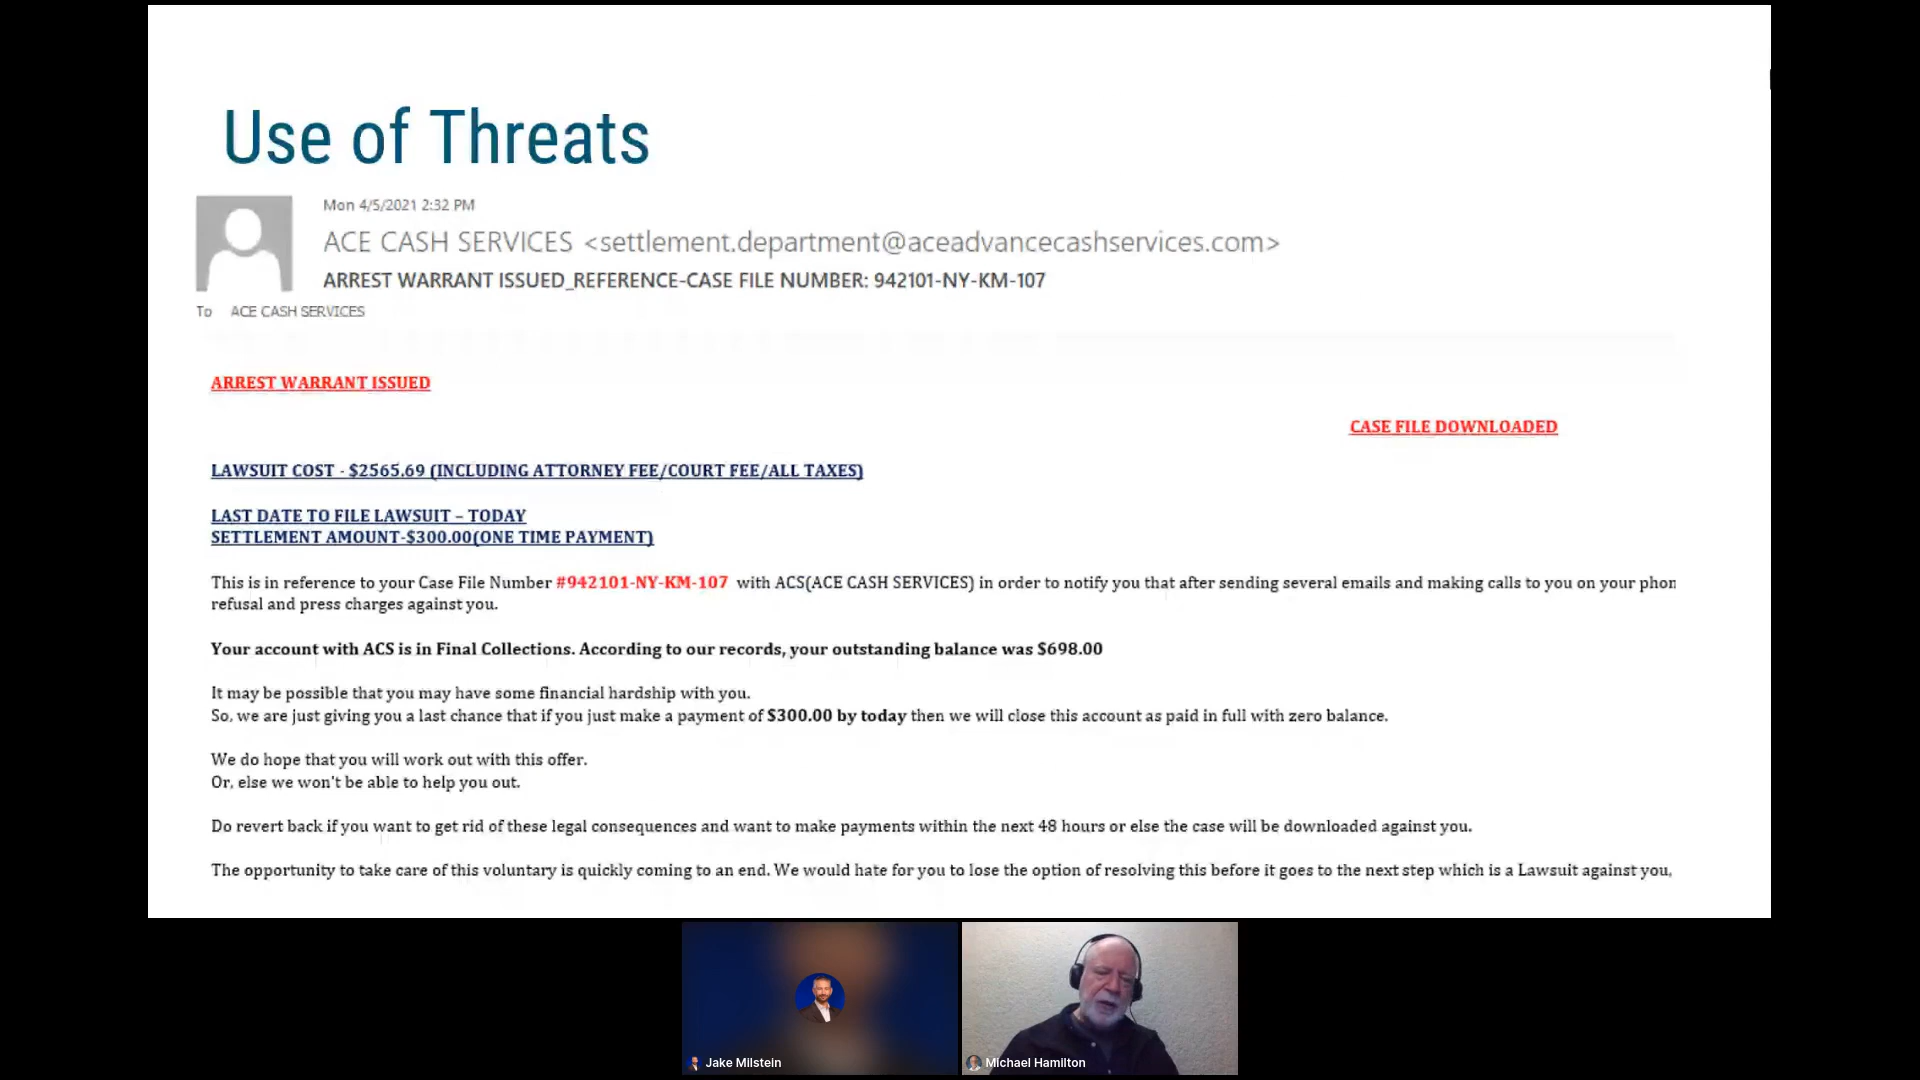 Use of Threats
Mon 4/5/2021 2:32 PM
ACE CASH SERVICES <settlement.department@aceadvancecashservices.com>
ARREST WARRANT ISSUED_REFERENCE-CASE FILE NUMBER: 942101-NY-KM-107
To ACE CASH SERVICES
ARREST WARRANT ISSUED
CASE FILE DOWNLOADED
LAWSUIT COST - $2565.69 (INCLUDING ATTORNEY FEE/COURT FEE/ALL TAXES)
LAST DATE TO FILE LAWSUIT – TODAY
SETTLEMENT AMOUNT-$300.00(ONE TIME PAYMENT)
This is in reference to your Case File Number #942101-NY-KM-107 with ACS(ACE CASH SERVICES) in order to notify you that after sending several emails and making calls to you on your phon
refusal and press charges against you.
Your account with ACS is in Final Collections. According to our records, your outstanding balance was $698.00
It may be possible that you may have some financial hardship with you.
So, we are just giving you a last chance that if you just make a payment of $300.00 by today then we will close this account as paid in full with zero balance.
We do hope that you will work out with this offer.
Or, else we won't be able to help you out.
Do revert back if you want to get rid of these legal consequences and want to make payments within the next 48 hours or else the case will be downloaded against you.
The opportunity to take care of this voluntary is quickly coming to an end. We would hate for you to lose the option of resolving this before it goes to the next step which is a Lawsuit against you,
Jake Milstein
Michael Hamilton